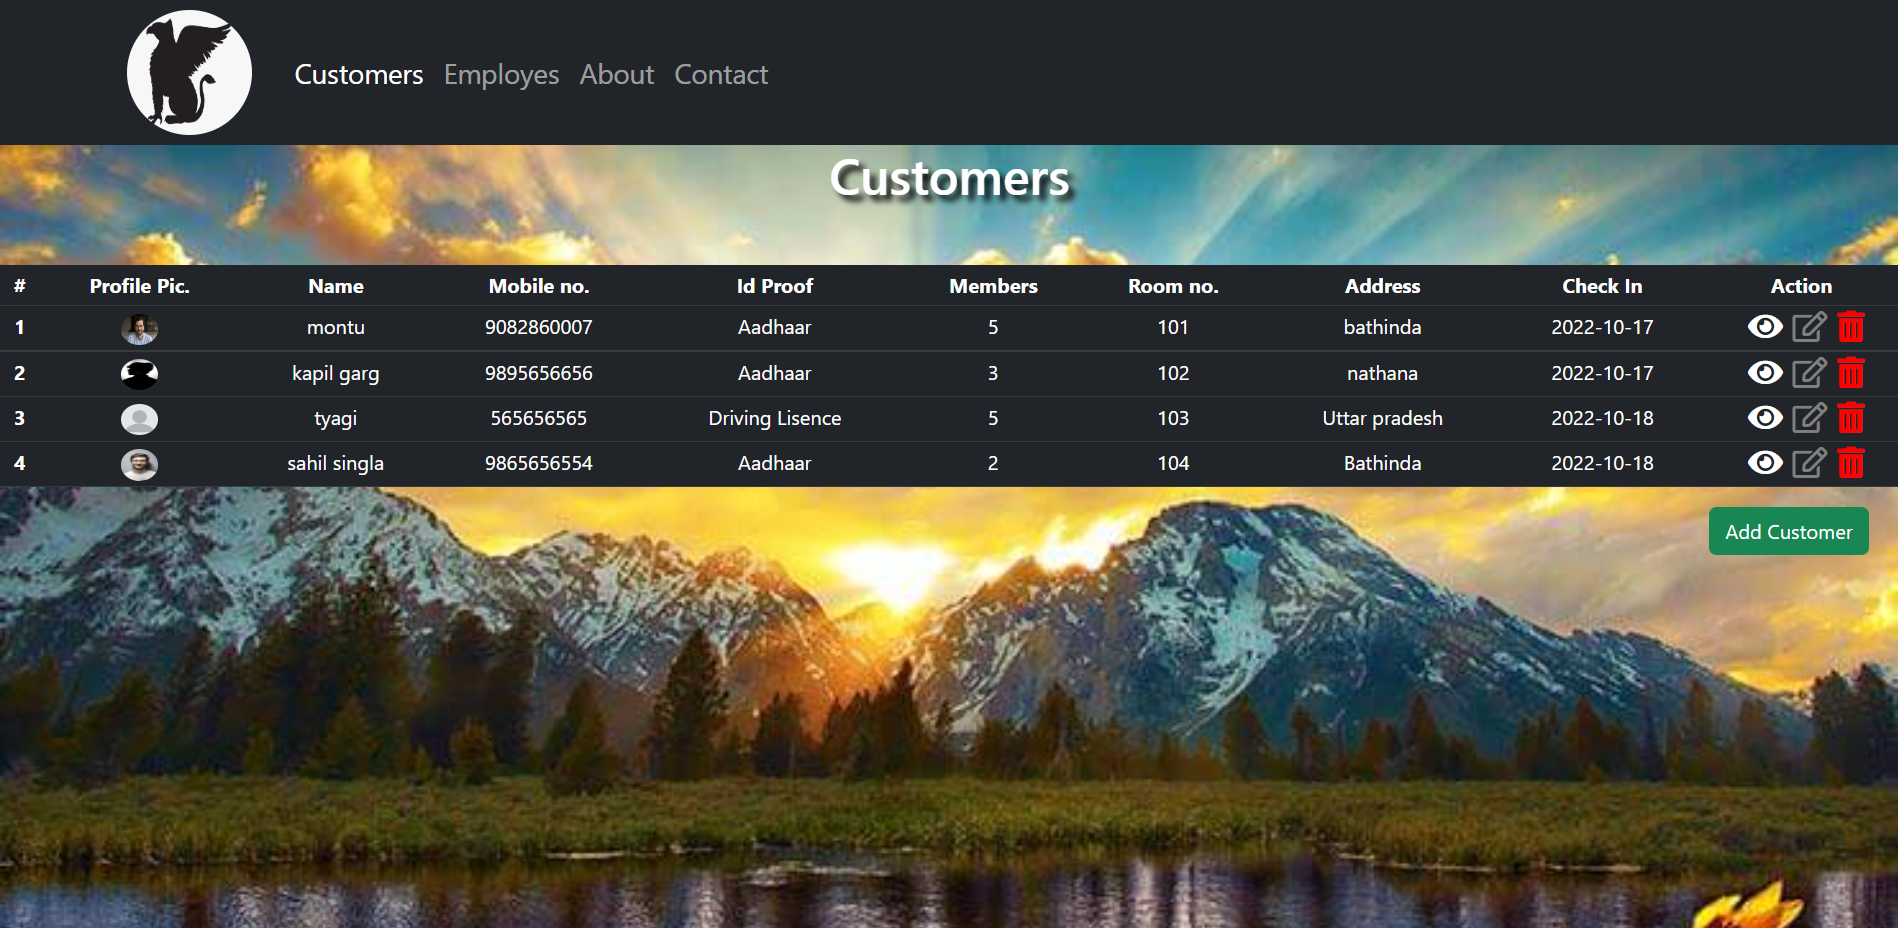 Customers Employes About Contact
Customers
# Profile Pic. Name Mobile no. Id Proof Members Room no. Address Check In Action
1 montu 9082860007 Aadhaar 5 101 bathinda 2022-10-17
2 kapil garg 9895656656 Aadhaar 3 102 nathana 2022-10-17
3 tyagi 565656565 Driving Lisence 5 103 Uttar pradesh 2022-10-18
4 sahil singla 9865656554 Aadhaar 2 104 Bathinda 2022-10-18
Add Customer